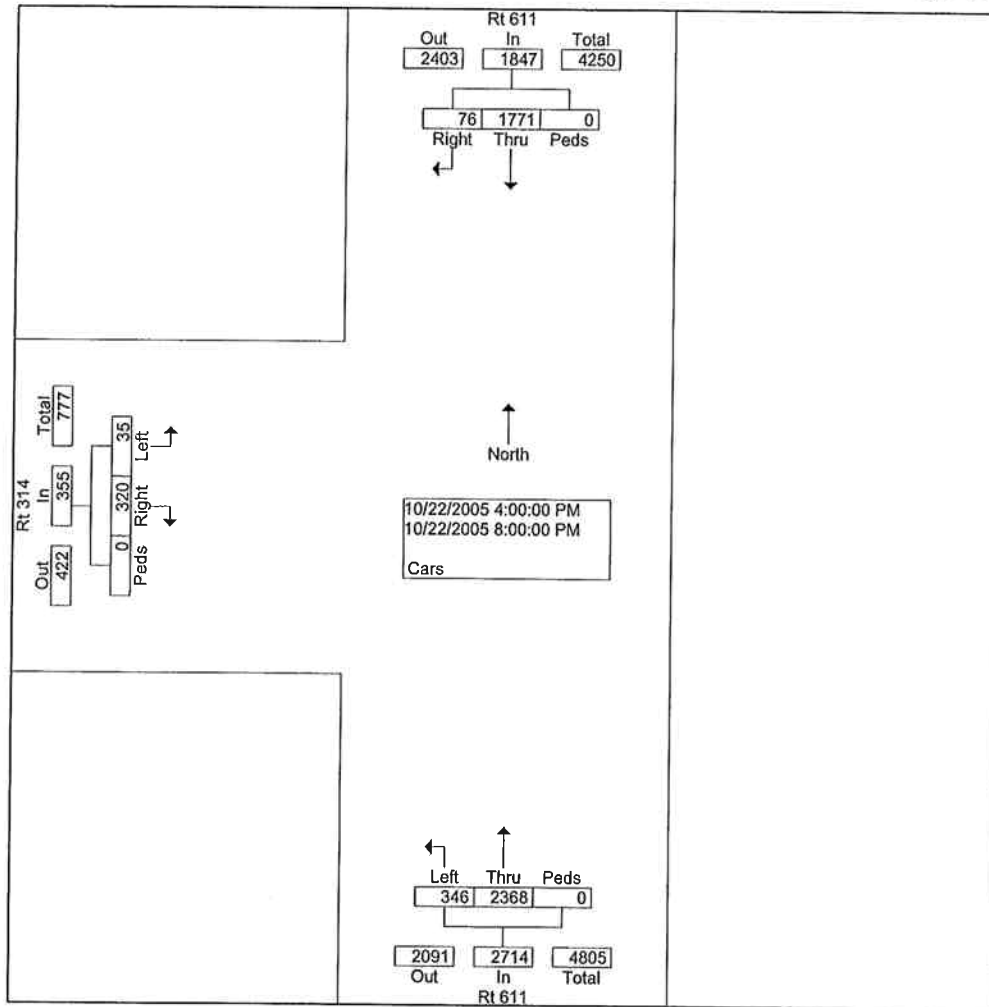 Rt 611
Out In Total
2403 1847 4250
76 1771 0
Right Thru Peds
Rt 314
Out In Total
422 355 777
0 320 35
Peds Right Left
North
10/22/2005 4:00:00 PM
10/22/2005 8:00:00 PM
Cars
Left Thru Peds
346 2368 0
2091 2714 4805
Out In Total
Rt 611